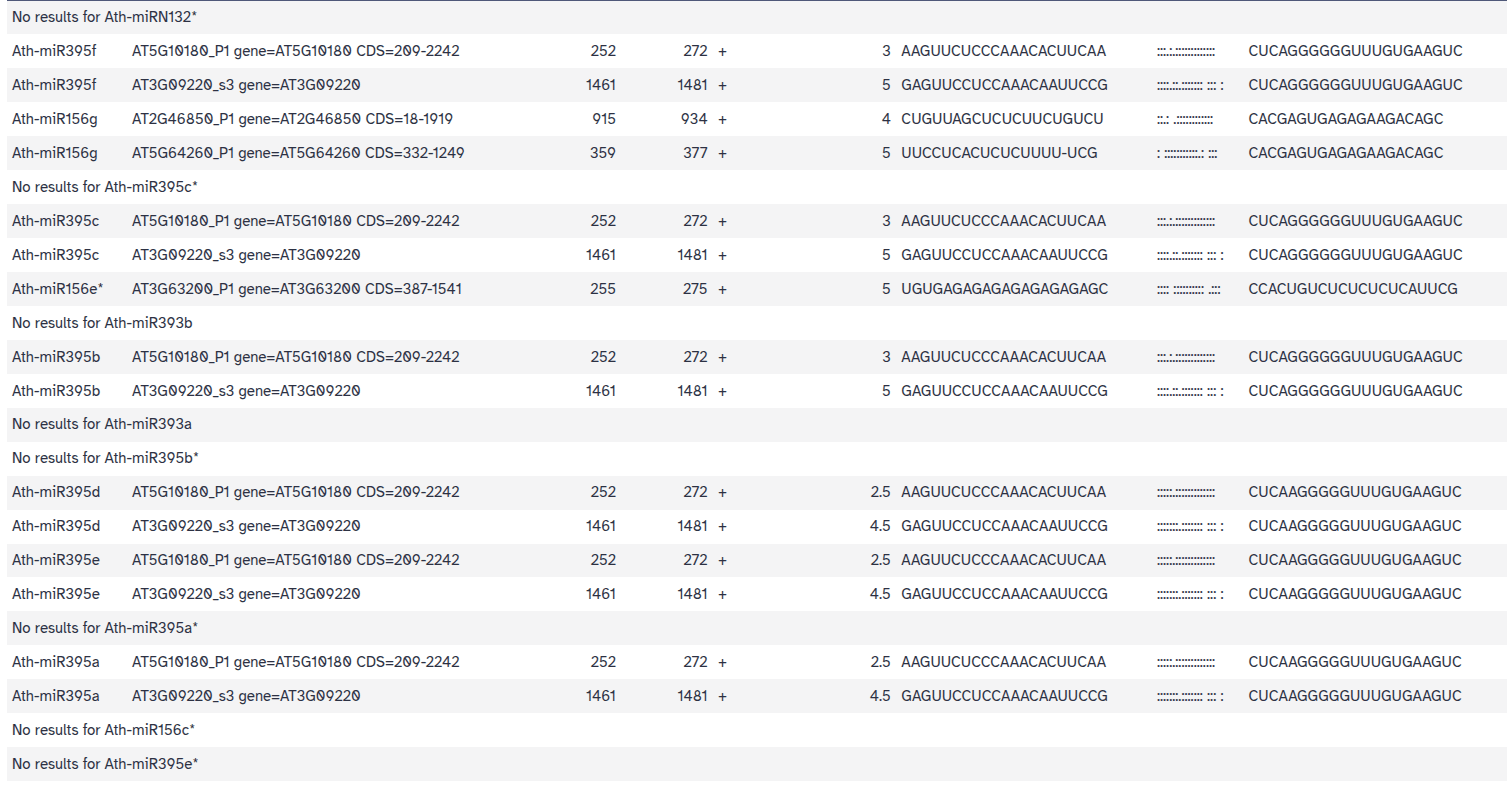 No results for Ath-miRN132*
Ath-miR395f AT5G10180_P1 gene=AT5G10180 CDS=209-2242 252 272 + 3 AAGUUCUCCCAAACACUUCAA ::::.:.:::::::::::::: CUCAGGGGGGUUUGUGAAGUC
Ath-miR395f AT3G09220_s3 gene=AT3G09220 1461 1481 + 5 GAGUUCCUCCAAACAAUUCCG :::::.::.::::::: ::: : CUCAGGGGGGUUUGUGAAGUC
Ath-miR156g AT2G46850_P1 gene=AT2G46850 CDS=18-1919 915 934 + 4 CUGUUAGCUCUCUUCUGUCU :::.: .:::::::::::: CACGAGUGAGAGAAGACAGC
Ath-miR156g AT5G64260_P1 gene=AT5G64260 CDS=332-1249 359 377 + 5 UUCCUCACUCUCUUUU-UCG : ::::::::::::.: ::: CACGAGUGAGAGAAGACAGC
No results for Ath-miR395c*
Ath-miR395c AT5G10180_P1 gene=AT5G10180 CDS=209-2242 252 272 + 3 AAGUUCUCCCAAACACUUCAA ::::.:.:::::::::::::: CUCAGGGGGGUUUGUGAAGUC
Ath-miR395c AT3G09220_s3 gene=AT3G09220 1461 1481 + 5 GAGUUCCUCCAAACAAUUCCG :::::.::.::::::: ::: : CUCAGGGGGGUUUGUGAAGUC
Ath-miR156e* AT3G63200_P1 gene=AT3G63200 CDS=387-1541 255 275 + 5 UGUGAGAGAGAGAGAGAGAGC :::: :::::::::: .:::: CCACUGUCUCUCUCUCAUUCG
No results for Ath-miR393b
Ath-miR395b AT5G10180_P1 gene=AT5G10180 CDS=209-2242 252 272 + 3 AAGUUCUCCCAAACACUUCAA ::::.:.:::::::::::::: CUCAGGGGGGUUUGUGAAGUC
Ath-miR395b AT3G09220_s3 gene=AT3G09220 1461 1481 + 5 GAGUUCCUCCAAACAAUUCCG :::::.::.::::::: ::: : CUCAGGGGGGUUUGUGAAGUC
No results for Ath-miR393a
No results for Ath-miR395b*
Ath-miR395d AT5G10180_P1 gene=AT5G10180 CDS=209-2242 252 272 + 2.5 AAGUUCUCCCAAACACUUCAA ::::::.:::::::::::::: CUCAAGGGGGUUUGUGAAGUC
Ath-miR395d AT3G09220_s3 gene=AT3G09220 1461 1481 + 4.5 GAGUUCCUCCAAACAAUUCCG ::::::::.::::::: ::: : CUCAAGGGGGUUUGUGAAGUC
Ath-miR395e AT5G10180_P1 gene=AT5G10180 CDS=209-2242 252 272 + 2.5 AAGUUCUCCCAAACACUUCAA ::::::.:::::::::::::: CUCAAGGGGGUUUGUGAAGUC
Ath-miR395e AT3G09220_s3 gene=AT3G09220 1461 1481 + 4.5 GAGUUCCUCCAAACAAUUCCG ::::::::.::::::: ::: : CUCAAGGGGGUUUGUGAAGUC
No results for Ath-miR395a*
Ath-miR395a AT5G10180_P1 gene=AT5G10180 CDS=209-2242 252 272 + 2.5 AAGUUCUCCCAAACACUUCAA ::::::.:::::::::::::: CUCAAGGGGGUUUGUGAAGUC
Ath-miR395a AT3G09220_s3 gene=AT3G09220 1461 1481 + 4.5 GAGUUCCUCCAAACAAUUCCG ::::::::.::::::: ::: : CUCAAGGGGGUUUGUGAAGUC
No results for Ath-miR156c*
No results for Ath-miR395e*